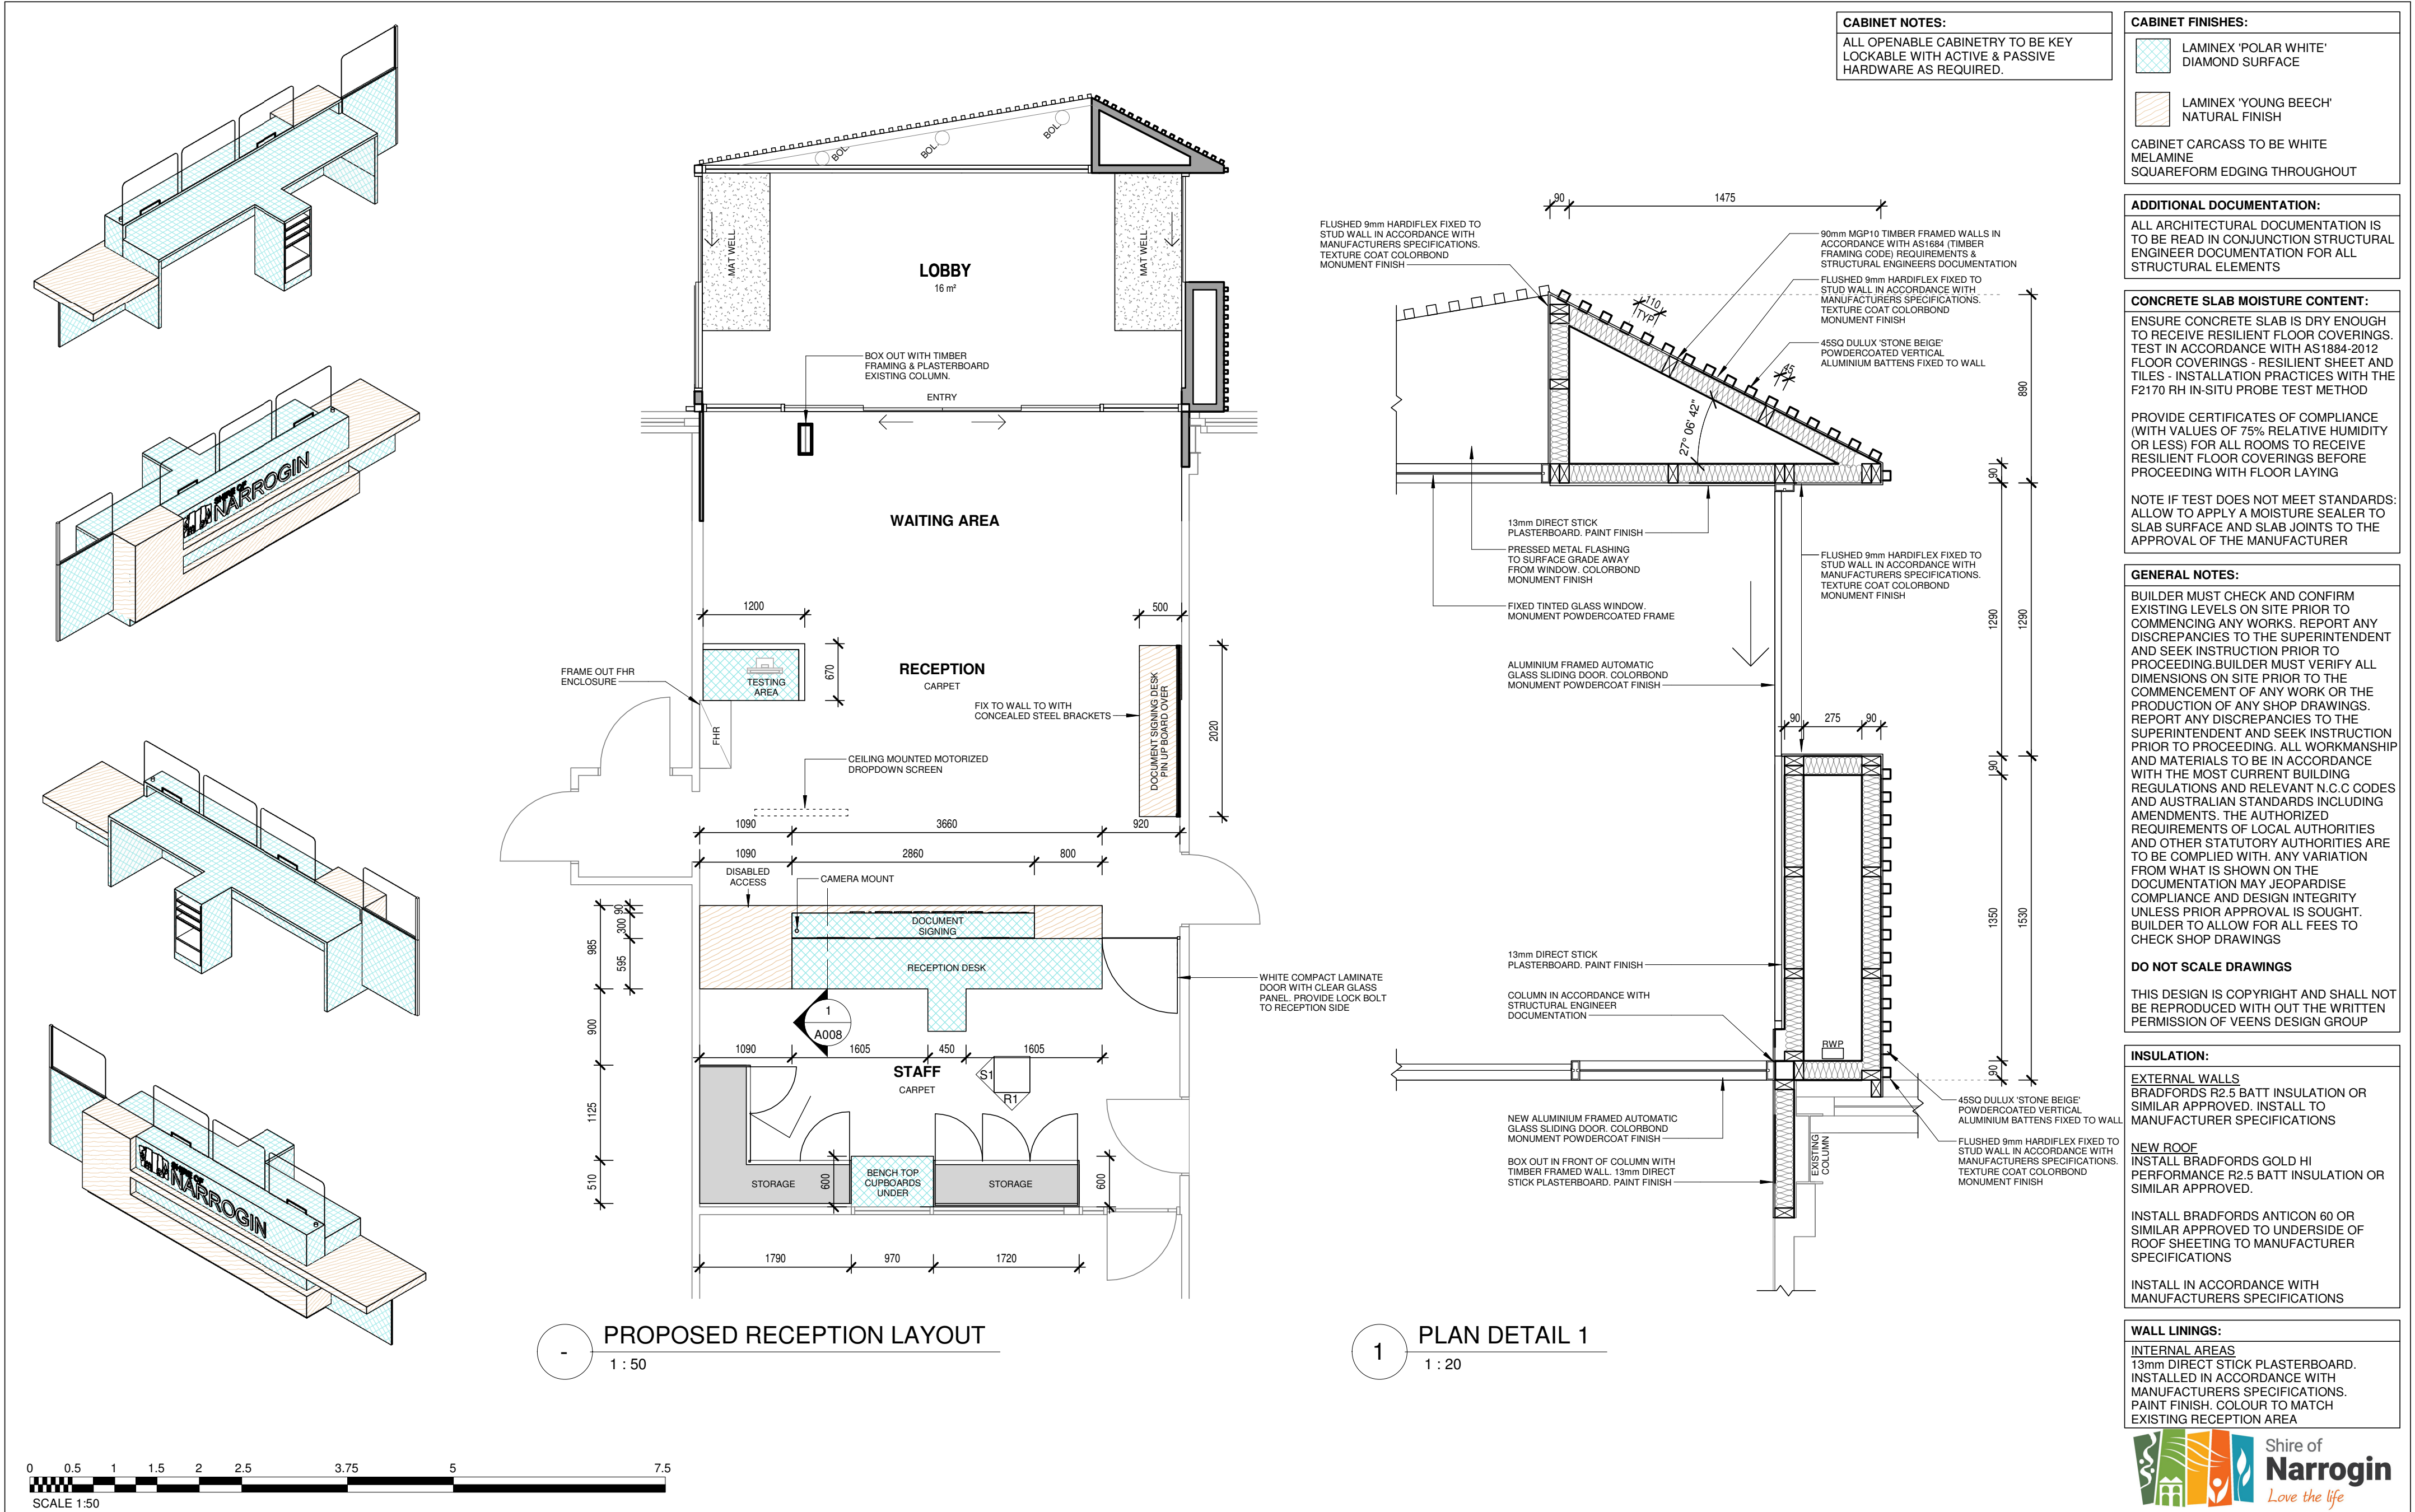 CABINET NOTES:
ALL OPENABLE CABINETRY TO BE KEY
LOCKABLE WITH ACTIVE & PASSIVE
HARDWARE AS REQUIRED.
CABINET FINISHES:
LAMINEX 'POLAR WHITE'
DIAMOND SURFACE
LAMINEX 'YOUNG BEECH'
NATURAL FINISH
CABINET CARCASS TO BE WHITE
MELAMINE
SQUAREFORM EDGING THROUGHOUT
ADDITIONAL DOCUMENTATION:
ALL ARCHITECTURAL DOCUMENTATION IS
TO BE READ IN CONJUNCTION STRUCTURAL
ENGINEER DOCUMENTATION FOR ALL
STRUCTURAL ELEMENTS
CONCRETE SLAB MOISTURE CONTENT:
ENSURE CONCRETE SLAB IS DRY ENOUGH
TO RECEIVE RESILIENT FLOOR COVERINGS.
TEST IN ACCORDANCE WITH AS1884-2012
FLOOR COVERINGS - RESILIENT SHEET AND
TILES - INSTALLATION PRACTICES WITH THE
F2170 RH IN-SITU PROBE TEST METHOD
PROVIDE CERTIFICATES OF COMPLIANCE
(WITH VALUES OF 75% RELATIVE HUMIDITY
OR LESS) FOR ALL ROOMS TO RECEIVE
RESILIENT FLOOR COVERINGS BEFORE
PROCEEDING WITH FLOOR LAYING
NOTE IF TEST DOES NOT MEET STANDARDS:
ALLOW TO APPLY A MOISTURE SEALER TO
SLAB SURFACE AND SLAB JOINTS TO THE
APPROVAL OF THE MANUFACTURER
GENERAL NOTES:
BUILDER MUST CHECK AND CONFIRM
EXISTING LEVELS ON SITE PRIOR TO
COMMENCING ANY WORKS. REPORT ANY
DISCREPANCIES TO THE SUPERINTENDENT
AND SEEK INSTRUCTION PRIOR TO
PROCEEDING.BUILDER MUST VERIFY ALL
DIMENSIONS ON SITE PRIOR TO THE
COMMENCEMENT OF ANY WORK OR THE
PRODUCTION OF ANY SHOP DRAWINGS.
REPORT ANY DISCREPANCIES TO THE
SUPERINTENDENT AND SEEK INSTRUCTION
PRIOR TO PROCEEDING. ALL WORKMANSHIP
AND MATERIALS TO BE IN ACCORDANCE
WITH THE MOST CURRENT BUILDING
REGULATIONS AND RELEVANT N.C.C CODES
AND AUSTRALIAN STANDARDS INCLUDING
AMENDMENTS. THE AUTHORIZED
REQUIREMENTS OF LOCAL AUTHORITIES
AND OTHER STATUTORY AUTHORITIES ARE
TO BE COMPLIED WITH. ANY VARIATION
FROM WHAT IS SHOWN ON THE
DOCUMENTATION MAY JEOPARDISE
COMPLIANCE AND DESIGN INTEGRITY
UNLESS PRIOR APPROVAL IS SOUGHT.
BUILDER TO ALLOW FOR ALL FEES TO
CHECK SHOP DRAWINGS
DO NOT SCALE DRAWINGS
THIS DESIGN IS COPYRIGHT AND SHALL NOT
BE REPRODUCED WITH OUT THE WRITTEN
PERMISSION OF VEENS DESIGN GROUP
INSULATION:
EXTERNAL WALLS
BRADFORDS R2.5 BATT INSULATION OR
SIMILAR APPROVED. INSTALL TO
MANUFACTURER SPECIFICATIONS
NEW ROOF
INSTALL BRADFORDS GOLD HI
PERFORMANCE R2.5 BATT INSULATION OR
SIMILAR APPROVED.
INSTALL BRADFORDS ANTICON 60 OR
SIMILAR APPROVED TO UNDERSIDE OF
ROOF SHEETING TO MANUFACTURER
SPECIFICATIONS
INSTALL IN ACCORDANCE WITH
MANUFACTURERS SPECIFICATIONS
WALL LININGS:
INTERNAL AREAS
13mm DIRECT STICK PLASTERBOARD.
INSTALLED IN ACCORDANCE WITH
MANUFACTURERS SPECIFICATIONS.
PAINT FINISH. COLOUR TO MATCH
EXISTING RECEPTION AREA
Shire of
Narrogin
Love the life
SHIRE OF
NARROGIN
SHIRE OF
NARROGIN
BOL.
BOL.
BOL.
MAT WELL
MAT WELL
LOBBY
16 m²
BOX OUT WITH TIMBER
FRAMING & PLASTERBOARD
EXISTING COLUMN.
ENTRY
WAITING AREA
1200
500
FRAME OUT FHR
ENCLOSURE
TESTING
AREA
670
RECEPTION
CARPET
FIX TO WALL TO WITH
CONCEALED STEEL BRACKETS
DOCUMENT SIGNING DESK
PIN UP BOARD OVER
2020
FHR
CEILING MOUNTED MOTORIZED
DROPDOWN SCREEN
1090
3660
920
1090
2860
800
DISABLED
ACCESS
CAMERA MOUNT
DOCUMENT
SIGNING
RECEPTION DESK
90
300
595
985
900
1125
510
WHITE COMPACT LAMINATE
DOOR WITH CLEAR GLASS
PANEL. PROVIDE LOCK BOLT
TO RECEPTION SIDE
1
A008
1090
1605
450
1605
STAFF
CARPET
S1
R1
STORAGE
600
BENCH TOP
CUPBOARDS
UNDER
STORAGE
600
1790
970
1720
-
PROPOSED RECEPTION LAYOUT
1 : 50
90
1475
FLUSHED 9mm HARDIFLEX FIXED TO
STUD WALL IN ACCORDANCE WITH
MANUFACTURERS SPECIFICATIONS.
TEXTURE COAT COLORBOND
MONUMENT FINISH
90mm MGP10 TIMBER FRAMED WALLS IN
ACCORDANCE WITH AS1684 (TIMBER
FRAMING CODE) REQUIREMENTS &
STRUCTURAL ENGINEERS DOCUMENTATION
FLUSHED 9mm HARDIFLEX FIXED TO
STUD WALL IN ACCORDANCE WITH
MANUFACTURERS SPECIFICATIONS.
TEXTURE COAT COLORBOND
MONUMENT FINISH
110
TYP
45SQ DULUX 'STONE BEIGE'
POWDERCOATED VERTICAL
ALUMINIUM BATTENS FIXED TO WALL
45
27° 06' 42"
890
90
13mm DIRECT STICK
PLASTERBOARD. PAINT FINISH
PRESSED METAL FLASHING
TO SURFACE GRADE AWAY
FROM WINDOW. COLORBOND
MONUMENT FINISH
FIXED TINTED GLASS WINDOW.
MONUMENT POWDERCOATED FRAME
FLUSHED 9mm HARDIFLEX FIXED TO
STUD WALL IN ACCORDANCE WITH
MANUFACTURERS SPECIFICATIONS.
TEXTURE COAT COLORBOND
MONUMENT FINISH
1290
1290
ALUMINIUM FRAMED AUTOMATIC
GLASS SLIDING DOOR. COLORBOND
MONUMENT POWDERCOAT FINISH
90
275
90
90
1350
1530
90
13mm DIRECT STICK
PLASTERBOARD. PAINT FINISH
COLUMN IN ACCORDANCE WITH
STRUCTURAL ENGINEER
DOCUMENTATION
RWP
NEW ALUMINIUM FRAMED AUTOMATIC
GLASS SLIDING DOOR. COLORBOND
MONUMENT POWDERCOAT FINISH
BOX OUT IN FRONT OF COLUMN WITH
TIMBER FRAMED WALL. 13mm DIRECT
STICK PLASTERBOARD. PAINT FINISH
EXISTING
COLUMN
45SQ DULUX 'STONE BEIGE'
POWDERCOATED VERTICAL
ALUMINIUM BATTENS FIXED TO WALL
FLUSHED 9mm HARDIFLEX FIXED TO
STUD WALL IN ACCORDANCE WITH
MANUFACTURERS SPECIFICATIONS.
TEXTURE COAT COLORBOND
MONUMENT FINISH
1
PLAN DETAIL 1
1 : 20
0 0.5 1 1.5 2 2.5 3.75 5 7.5
SCALE 1:50